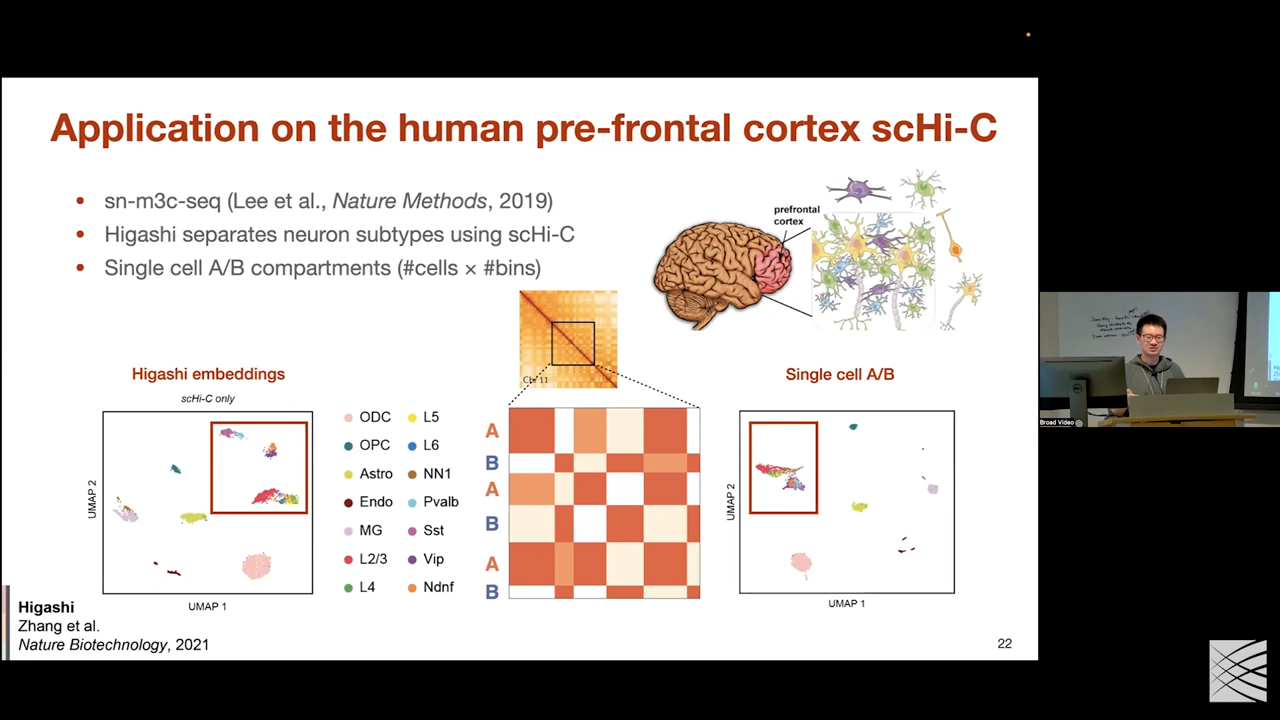 Application on the human pre-frontal cortex scHi-C
• sn-m3c-seq (Lee et al., Nature Methods, 2019)
• Higashi separates neuron subtypes using scHi-C
• Single cell A/B compartments (#cells × #bins)
prefrontal
cortex
Chr 11
Higashi embeddings
scHi-C only
UMAP 2
UMAP 1
ODC
OPC
Astro
Endo
MG
L2/3
L4
L5
L6
NN1
Pvalb
Sst
Vip
Ndnf
A
B
A
B
A
B
Single cell A/B
UMAP 2
UMAP 1
Higashi
Zhang et al.
Nature Biotechnology, 2021
22
Broad Video